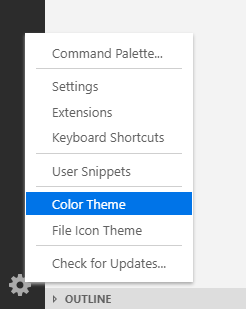 Command Palette...
Settings
Extensions
Keyboard Shortcuts
User Snippets
Color Theme
File Icon Theme
Check for Updates...
OUTLINE